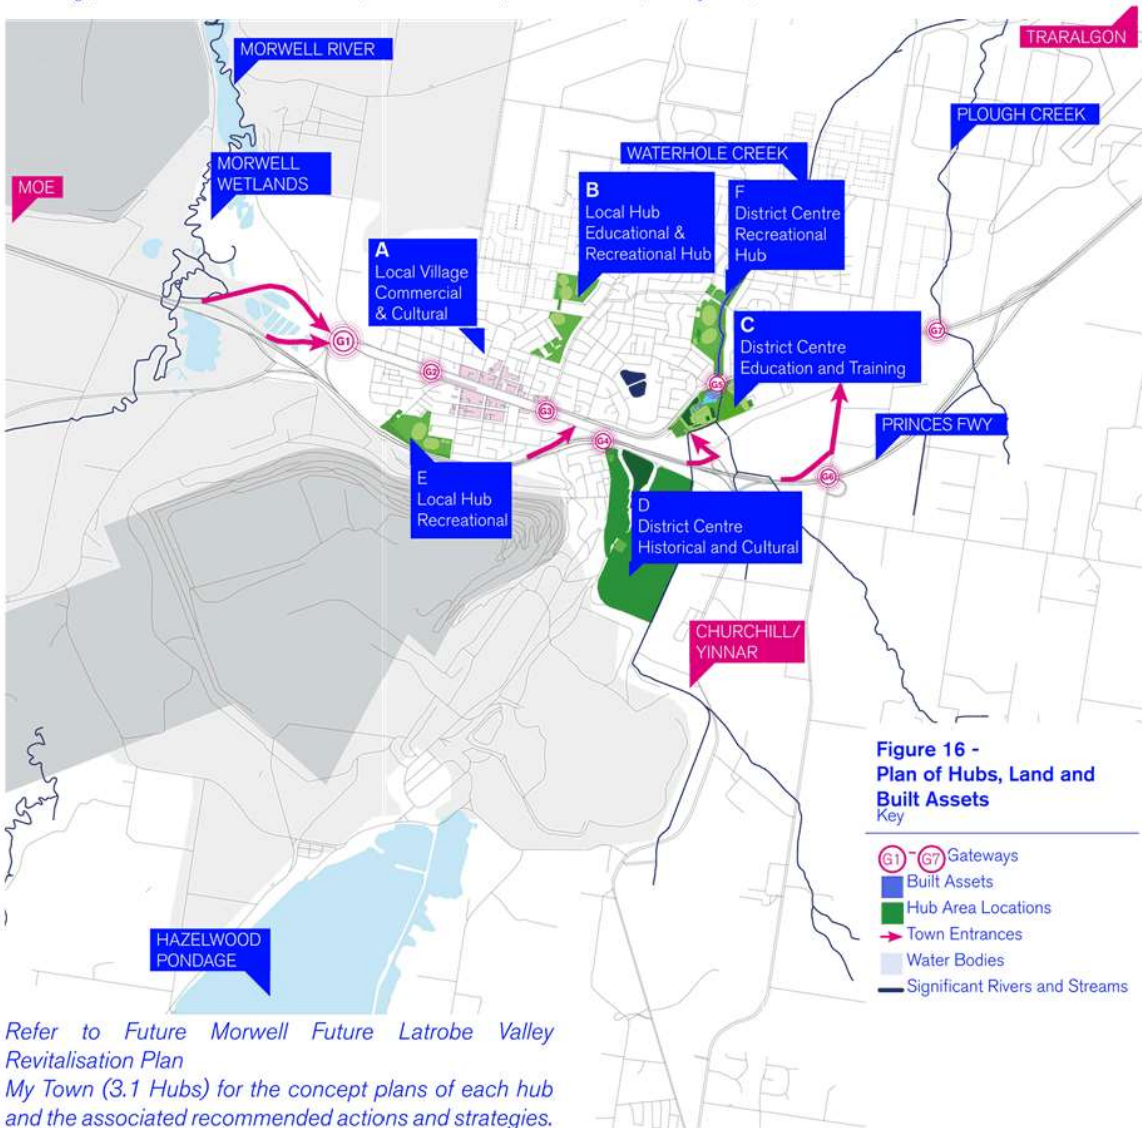 MORWELL RIVER
TRARALGON
PLOUGH CREEK
WATERHOLE CREEK
MORWELL
WETLANDS
MOE
B
Local Hub
Educational &
Recreational Hub
F
District Centre
Recreational
Hub
A
Local Village
Commercial
& Cultural
C
District Centre
Education and Training
G1
G2
G3
G4
G5
G6
G7
PRINCES FWY
E
Local Hub
Recreational
D
District Centre
Historical and Cultural
CHURCHILL/
YINNAR
HAZELWOOD
PONDAGE
Figure 16 -
Plan of Hubs, Land and
Built Assets
Key
G1 - G7 Gateways
Built Assets
Hub Area Locations
Town Entrances
Water Bodies
Significant Rivers and Streams
Refer to Future Morwell Future Latrobe Valley
Revitalisation Plan
My Town (3.1 Hubs) for the concept plans of each hub
and the associated recommended actions and strategies.